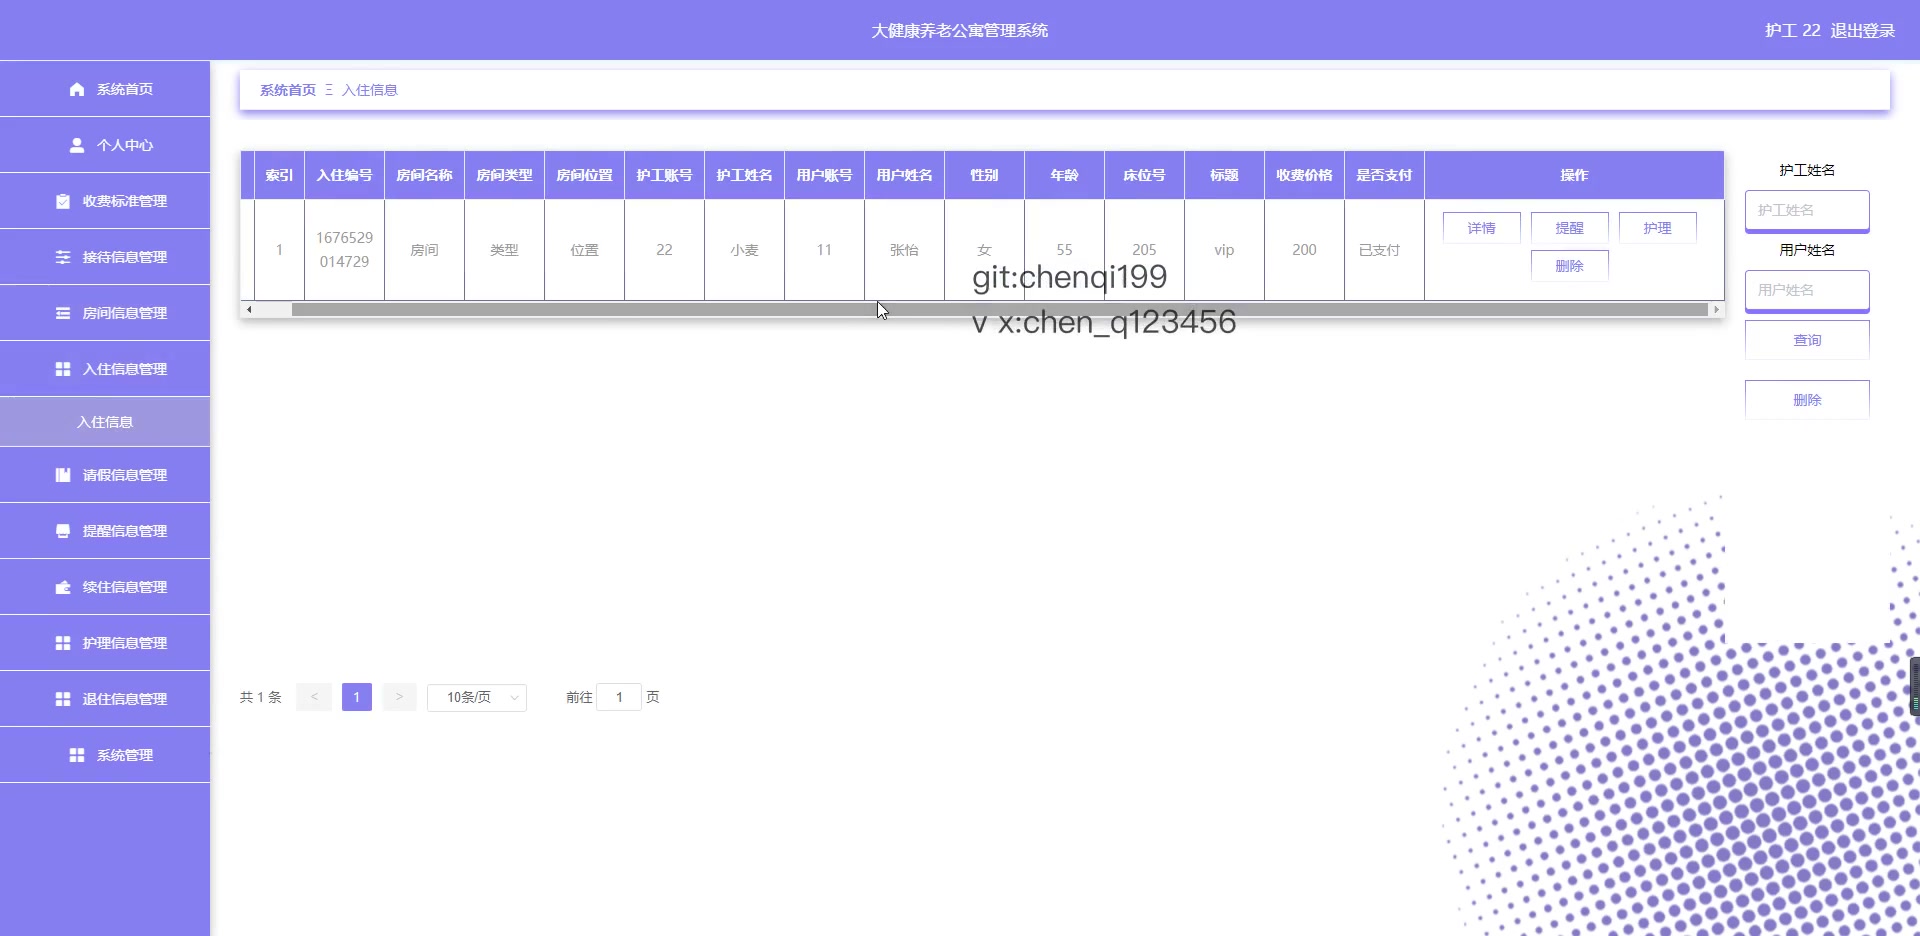 大健康养老公寓管理系统
护工 22 退出登录
系统首页
个人中心
收费标准管理
接待信息管理
房间信息管理
入住信息管理
入住信息
请假信息管理
提醒信息管理
续住信息管理
护理信息管理
退住信息管理
系统管理
系统首页 Ξ 入住信息
索引 入住编号 房间名称 房间类型 房间位置 护工账号 护工姓名 用户账号 用户姓名 性别 年龄 床位号 标题 收费价格 是否支付 操作
1 1676529014729 房间 类型 位置 22 小麦 11 张怡 女 55 205 vip 200 已支付 详情 提醒 护理
删除
git:chenqi199
v x:chen_q123456
护工姓名
护工姓名
用户姓名
用户姓名
查询
删除
共 1 条 < 1 > 10条/页 前往 1 页